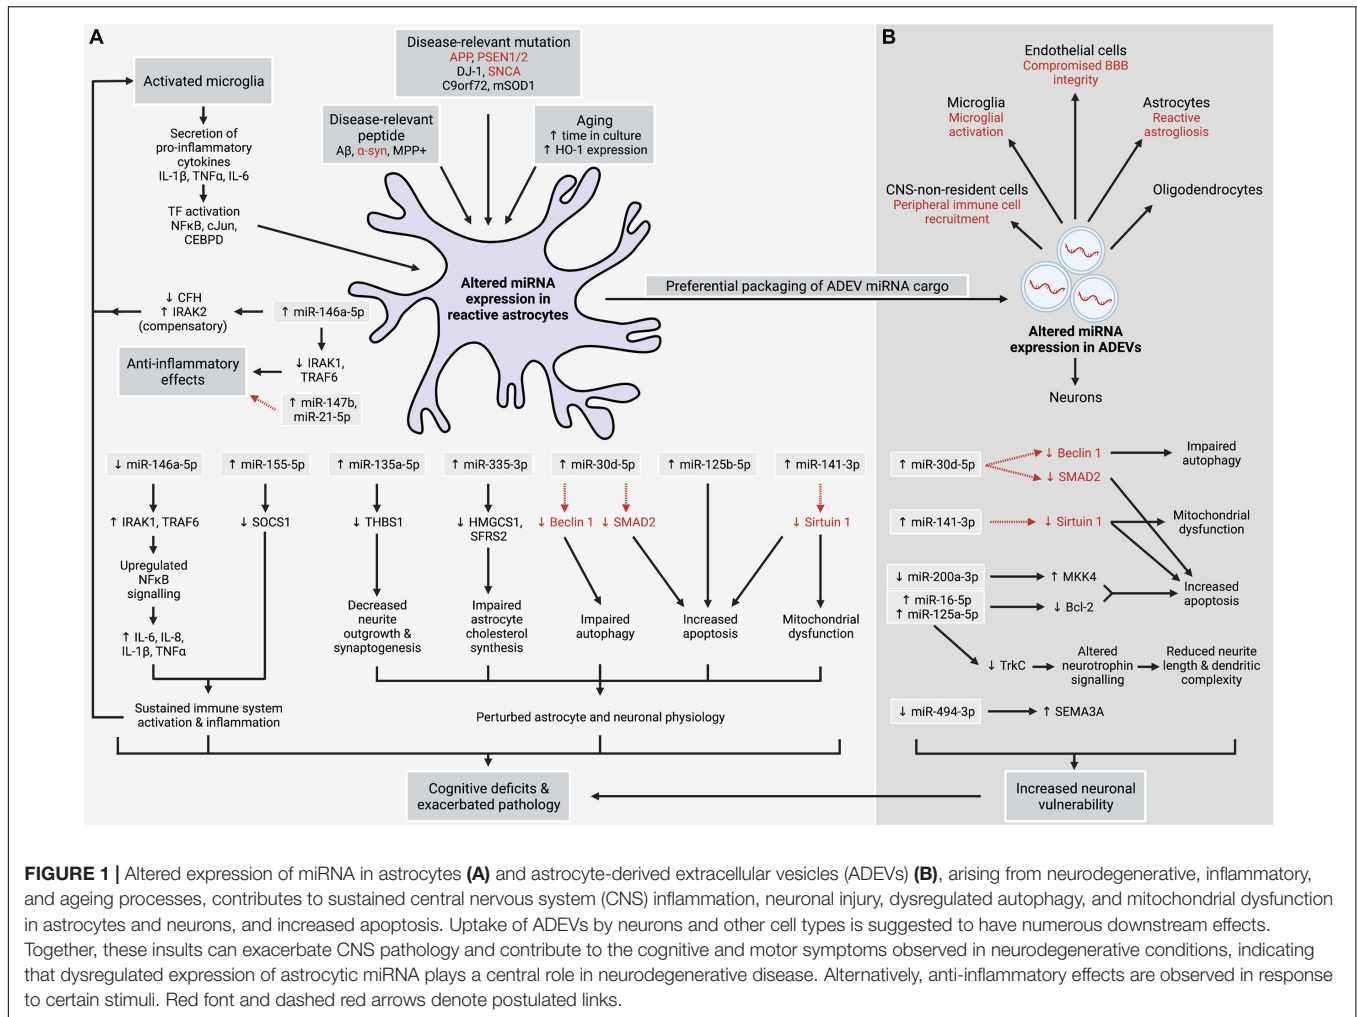 A
Disease-relevant mutation
APP, PSEN1/2
DJ-1, SNCA
C9orf72, mSOD1
Activated microglia
Disease-relevant
peptide
Aβ, α-syn, MPP+
Aging
↑ time in culture
↑ HO-1 expression
Secretion of
pro-inflammatory
cytokines
IL-1β, TNFα, IL-6
TF activation
NFκB, cJun,
CEBPD
Altered miRNA
expression in
reactive astrocytes
↓ CFH
↑ IRAK2
(compensatory)
↑ miR-146a-5p
Anti-inflammatory
effects
↓ IRAK1,
TRAF6
↑ miR-147b,
miR-21-5p
↓ miR-146a-5p
↑ miR-155-5p
↑ miR-135a-5p
↑ miR-335-3p
↑ miR-30d-5p
↑ miR-125b-5p
↑ miR-141-3p
↑ IRAK1, TRAF6
↓ SOCS1
↓ THBS1
↓ HMGCS1,
SFRS2
↓ Beclin 1
↓ SMAD2
↓ Sirtuin 1
Upregulated
NFκB
signalling
↑ IL-6, IL-8,
IL-1β, TNFα
Decreased
neurite
outgrowth &
synaptogenesis
Impaired
astrocyte
cholesterol
synthesis
Impaired
autophagy
Increased
apoptosis
Mitochondrial
dysfunction
Sustained immune system
activation & inflammation
Perturbed astrocyte and neuronal physiology
Cognitive deficits &
exacerbated pathology
Preferential packaging of ADEV miRNA cargo
B
Endothelial cells
Compromised BBB
integrity
Microglia
Microglial
activation
Astrocytes
Reactive
astrogliosis
CNS-non-resident cells
Peripheral immune cell
recruitment
Oligodendrocytes
Altered miRNA
expression in ADEVs
Neurons
↑ miR-30d-5p
↓ Beclin 1
Impaired
autophagy
↓ SMAD2
↑ miR-141-3p
↓ Sirtuin 1
Mitochondrial
dysfunction
↓ miR-200a-3p
↑ MKK4
↑ miR-16-5p
↑ miR-125a-5p
↓ Bcl-2
Increased
apoptosis
↓ TrkC
Altered
neurotrophin
signalling
Reduced neurite
length & dendritic
complexity
↓ miR-494-3p
↑ SEMA3A
Increased neuronal
vulnerability
FIGURE 1 | Altered expression of miRNA in astrocytes (A) and astrocyte-derived extracellular vesicles (ADEVs) (B), arising from neurodegenerative, inflammatory,
and ageing processes, contributes to sustained central nervous system (CNS) inflammation, neuronal injury, dysregulated autophagy, and mitochondrial dysfunction
in astrocytes and neurons, and increased apoptosis. Uptake of ADEVs by neurons and other cell types is suggested to have numerous downstream effects.
Together, these insults can exacerbate CNS pathology and contribute to the cognitive and motor symptoms observed in neurodegenerative conditions, indicating
that dysregulated expression of astrocytic miRNA plays a central role in neurodegenerative disease. Alternatively, anti-inflammatory effects are observed in response
to certain stimuli. Red font and dashed red arrows denote postulated links.